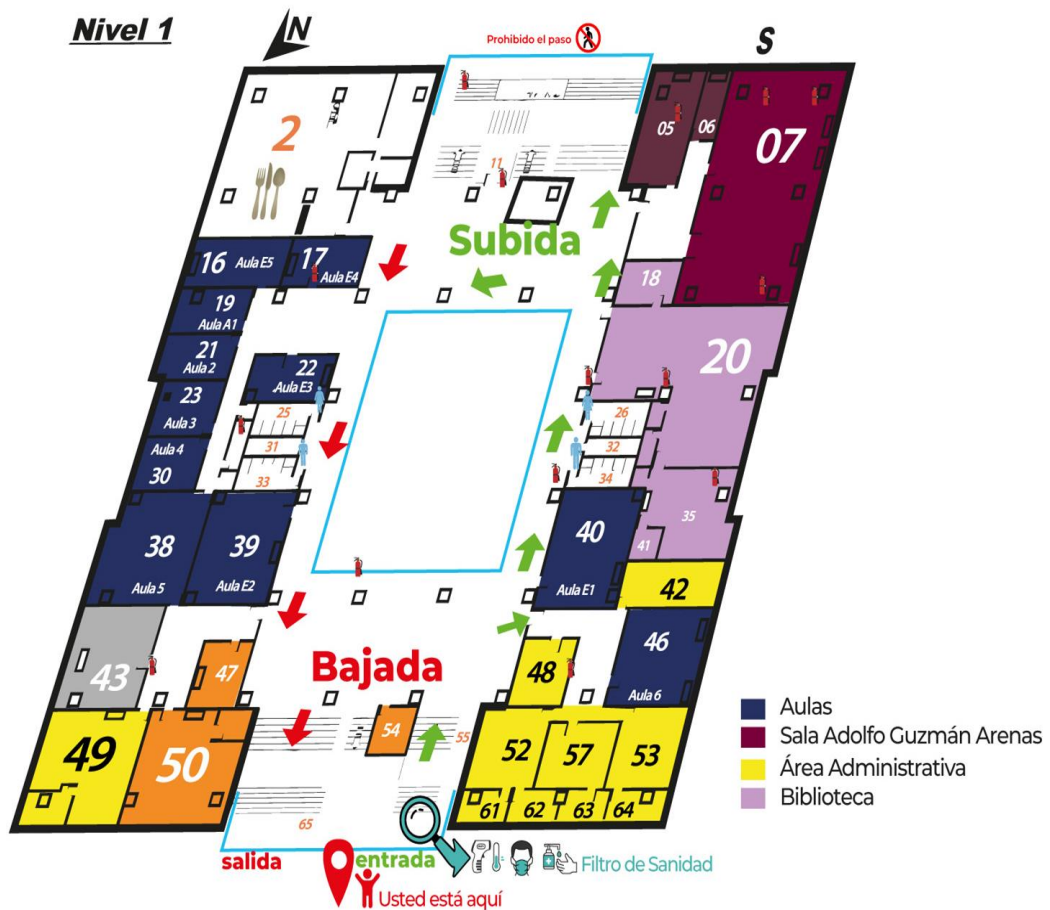 Nivel 1
N
Prohibido el paso
S
2
05
06
07
11
Subida
16 Aula E5
17
Aula E4
18
19
Aula A1
20
21
Aula 2
22
Aula E3
23
Aula 3
25
26
31
32
Aula 4
30
33
34
35
38
Aula 5
39
Aula E2
40
Aula E1
41
42
43
46
Aula 6
47
48
Bajada
49
50
54
55
52
57
53
61
62
63
64
65
Aulas
Sala Adolfo Guzmán Arenas
Área Administrativa
Biblioteca
salida
entrada
Filtro de Sanidad
Usted está aquí